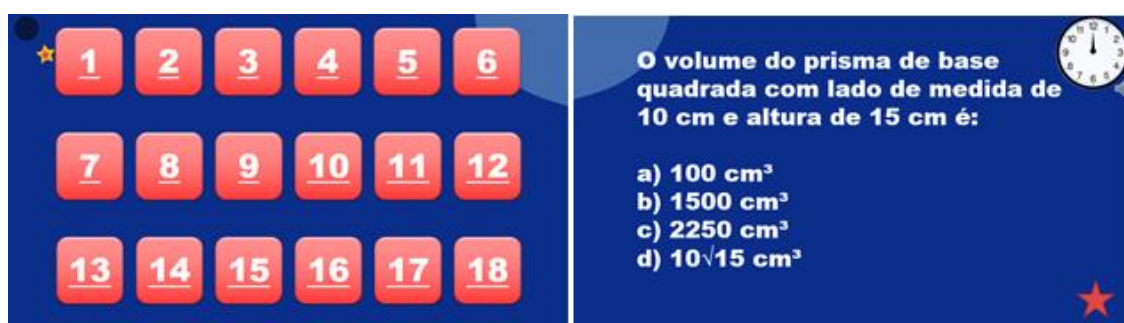 1 2 3 4 5 6
7 8 9 10 11 12
13 14 15 16 17 18
O volume do prisma de base
quadrada com lado de medida de
10 cm e altura de 15 cm é:
a) 100 cm³
b) 1500 cm³
c) 2250 cm³
d) 10√15 cm³